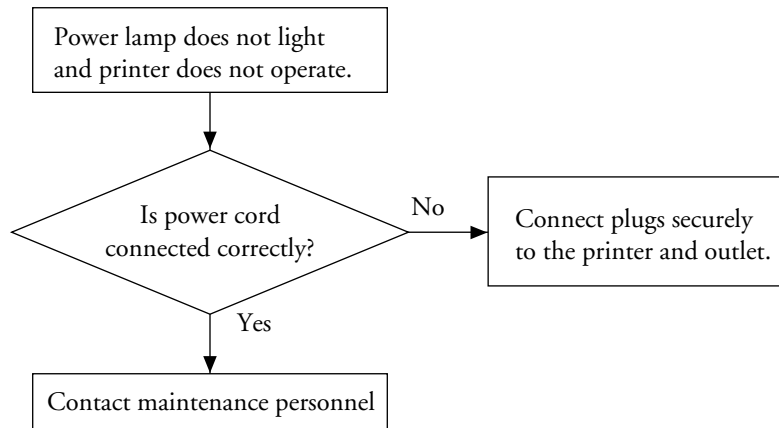 Power lamp does not light
and printer does not operate.
Is power cord
connected correctly?
No
Connect plugs securely
to the printer and outlet.
Yes
Contact maintenance personnel